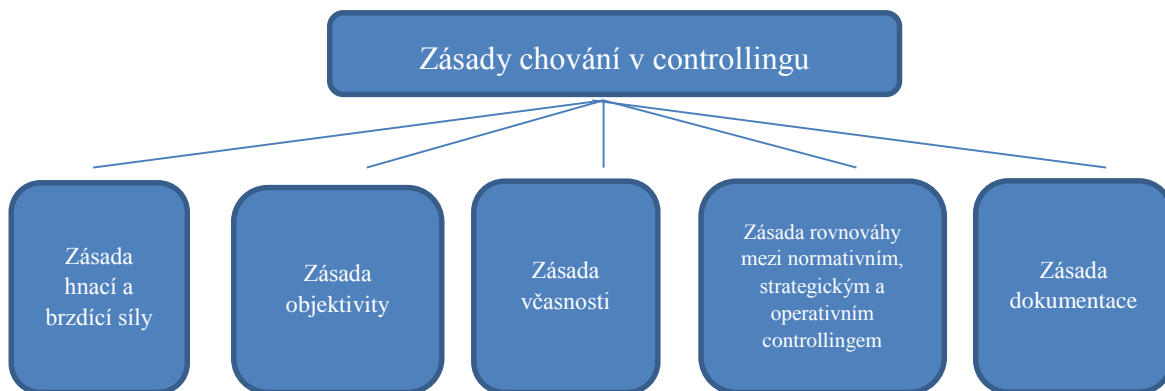 Zásady chování v controllingu
Zásada
hnací a
brzdící síly
Zásada
objektivity
Zásada
včasnosti
Zásada rovnováhy
mezi normativním,
strategickým a
operativním
controllingem
Zásada
dokumentace